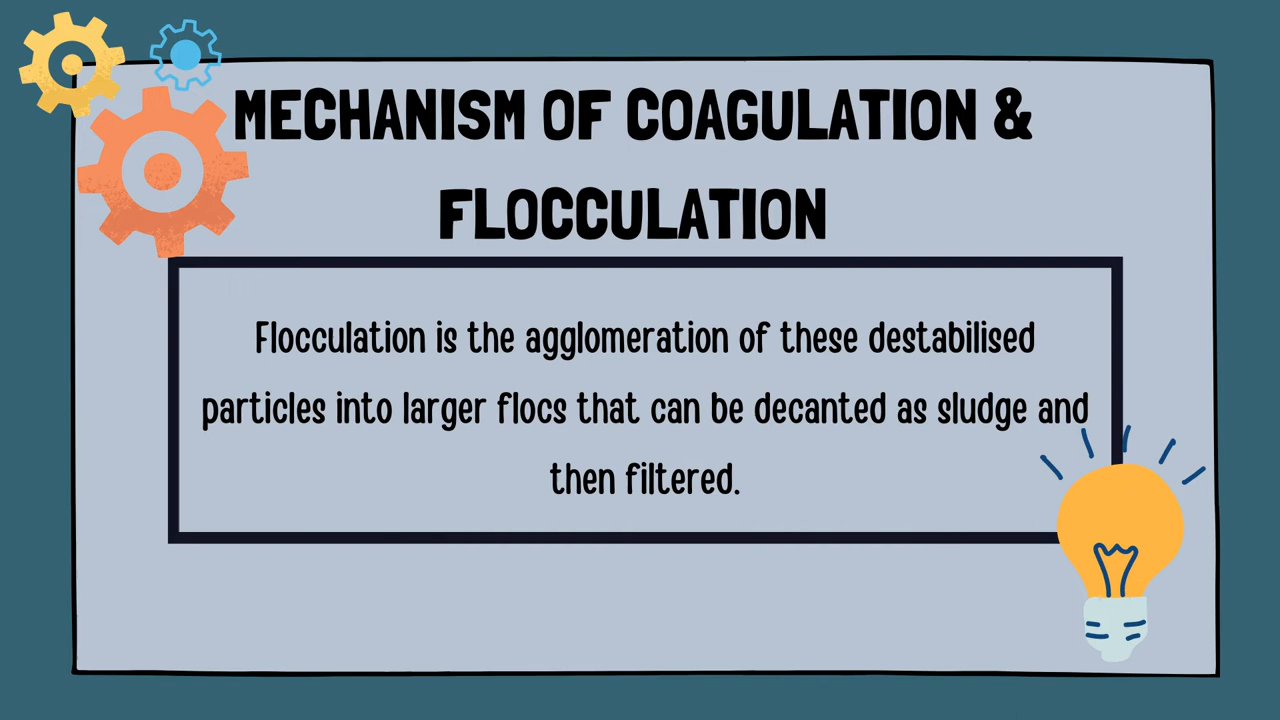 MECHANISM OF COAGULATION &
FLOCCULATION
Flocculation is the agglomeration of these destabilised
particles into larger flocs that can be decanted as sludge and
then filtered.